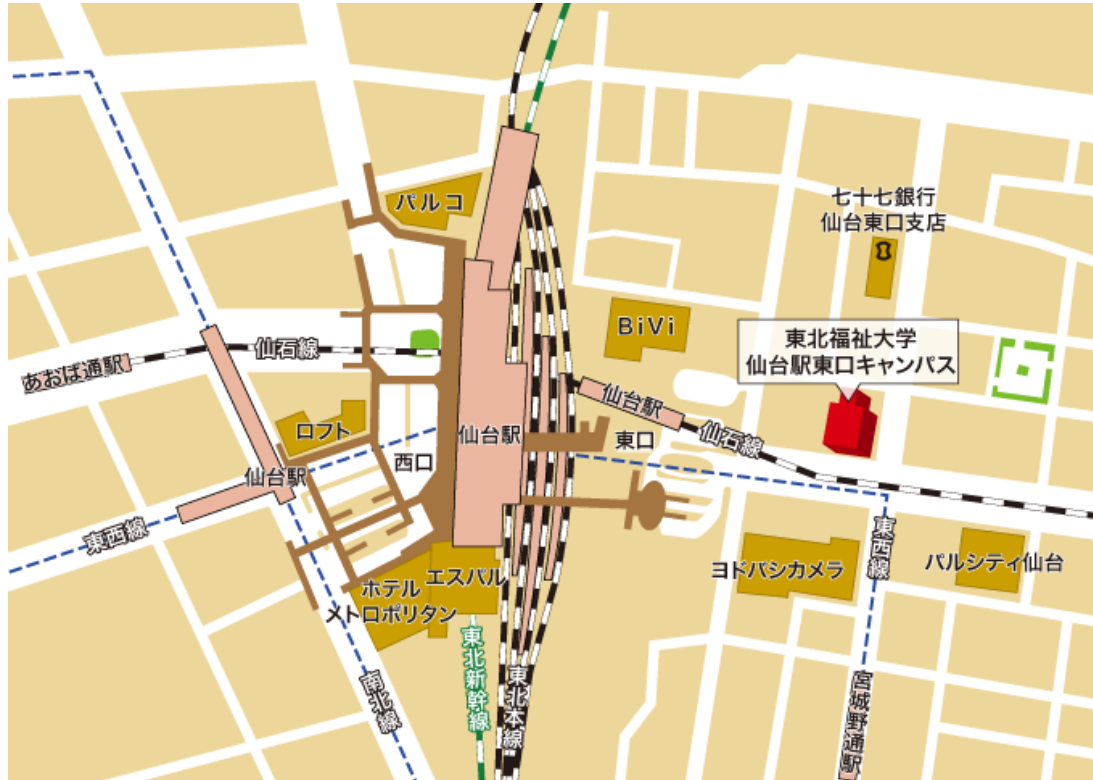 パルコ
七十七銀行
仙台東口支店
BiVi
東北福祉大学
仙台駅東口キャンパス
仙石線
あおば通駅
仙台駅
仙石線
ロフト
仙台駅
東口
西口
仙台駅
東西線
東西線
ヨドバシカメラ
パルシティ仙台
エスパル
ホテル
メトロポリタン
南北線
東北新幹線
東北本線
宮城野通駅